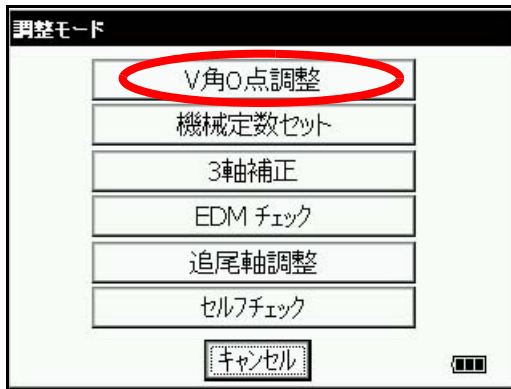 調整モード
V角0点調整
機械定数セット
3軸補正
EDM チェック
追尾軸調整
セルフチェック
キャンセル